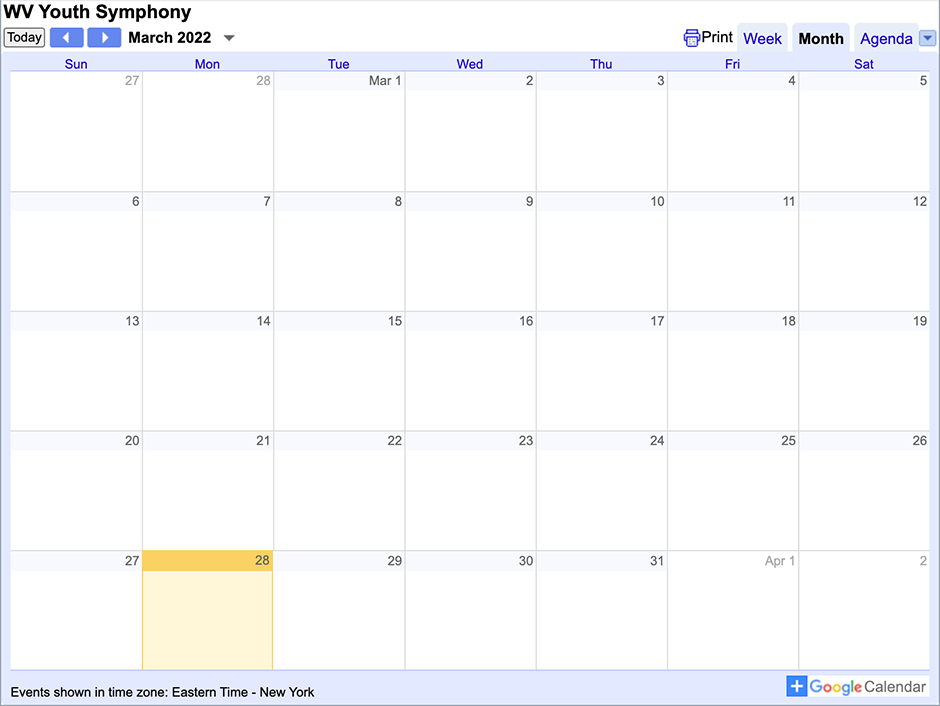 WV Youth Symphony
Today March 2022 Print Week Month Agenda
Sun Mon Tue Wed Thu Fri Sat
27 28 Mar 1 2 3 4 5
6 7 8 9 10 11 12
13 14 15 16 17 18 19
20 21 22 23 24 25 26
27 28 29 30 31 Apr 1 2
Events shown in time zone: Eastern Time - New York
Google Calendar